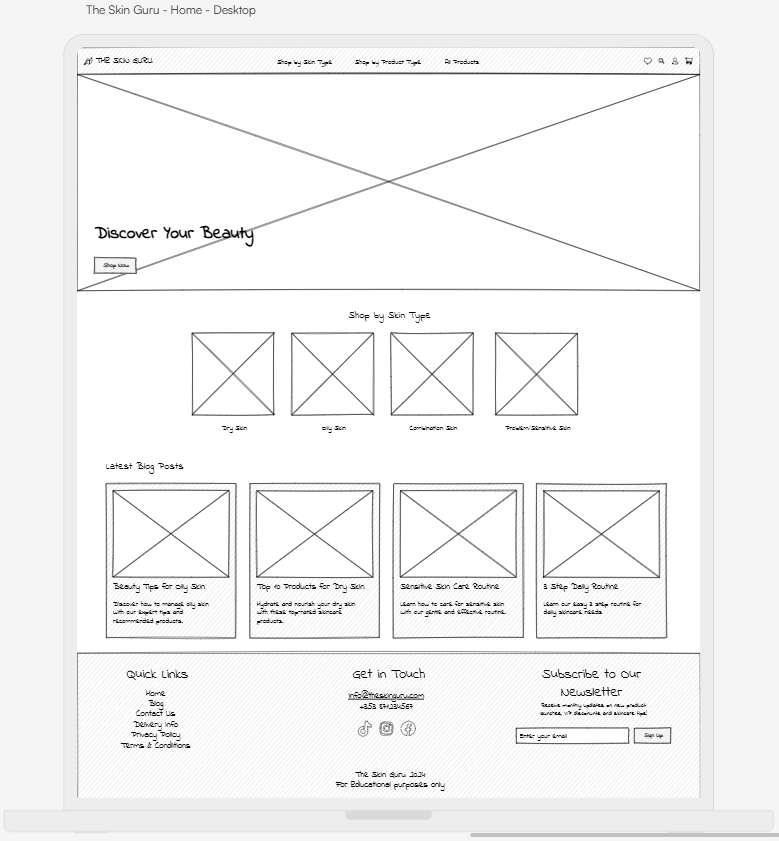 The Skin Guru - Home - Desktop
THE SKIN GURU
Shop by Skin Type
Shop by Product Type
All Products
Discover Your Beauty
Shop Now
Shop by Skin Type
Dry Skin
Oily Skin
Combination Skin
Problem/Sensitive Skin
Latest Blog Posts
Beauty Tips for Oily Skin
Discover how to manage oily skin
with our expert tips and
recommended products.
Top 10 Products for Dry Skin
Hydrate and nourish your dry skin
with these top-rated skincare
products.
Sensitive Skin Care Routine
Learn how to care for sensitive skin
with our gentle and effective routine.
3 Step Daily Routine
Learn our easy 3 step routine for
daily skincare needs
Quick Links
Home
Blog
Contact Us
Delivery Info
Privacy Policy
Terms & Conditions
Get in Touch
info@theskinguru.com
+353 871234567
Subscribe to Our
Newsletter
Receive monthly updates on new product
launches, VIP discounts and skincare tips!
Enter your email
Sign Up
The Skin Guru 2024
For Educational purposes only